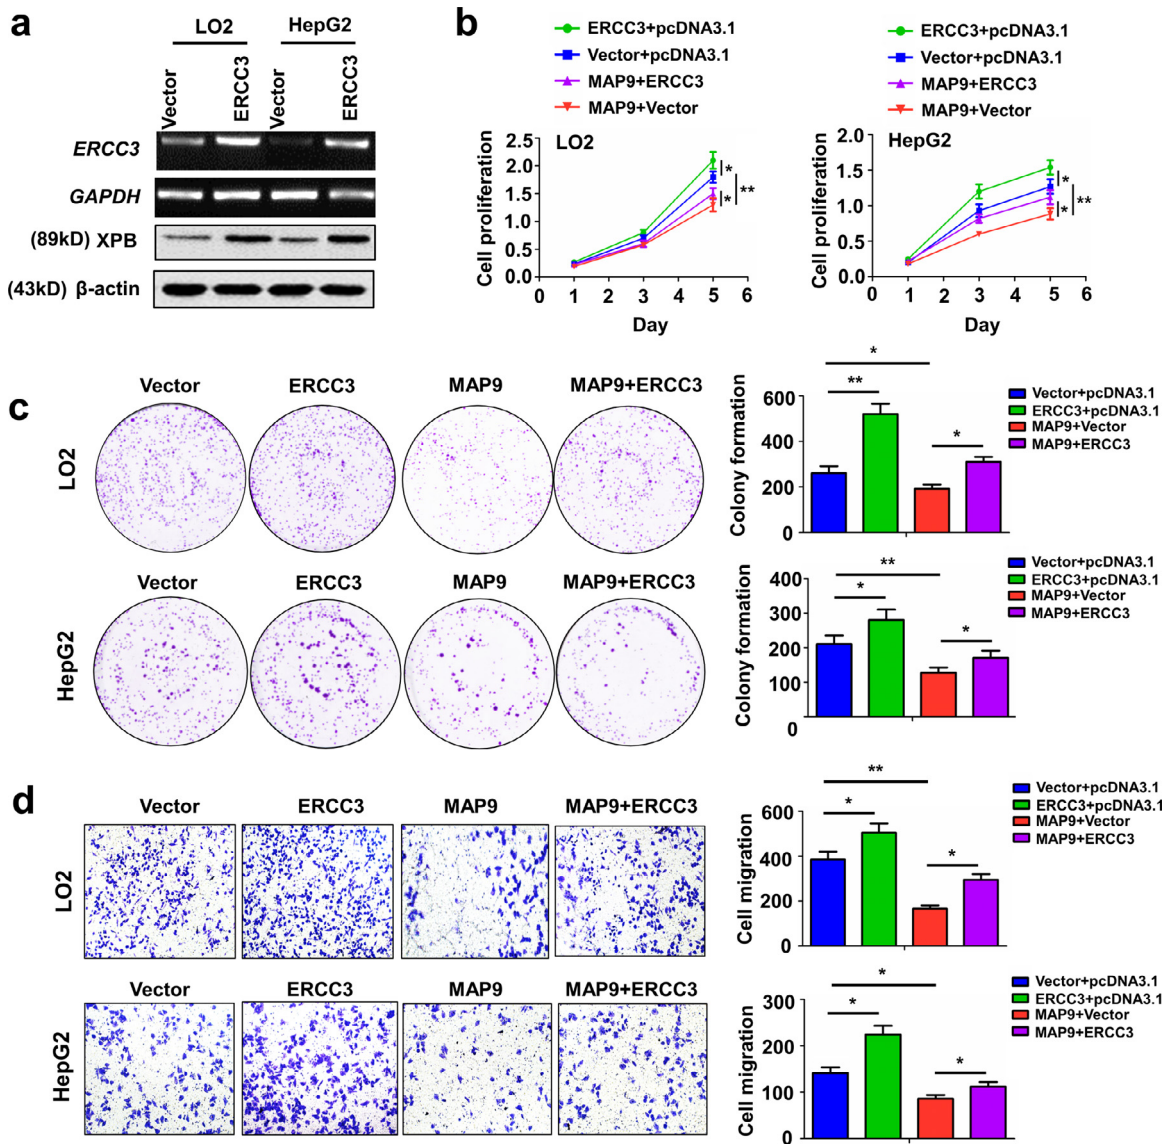 a
LO2 HepG2
Vector ERCC3 Vector ERCC3
ERCC3
GAPDH
(89kD) XPB
(43kD) β-actin
b
ERCC3+pcDNA3.1
Vector+pcDNA3.1
MAP9+ERCC3
MAP9+Vector
LO2
Cell proliferation
2.5
2.0
1.5
1.0
0.5
0.0
0 1 2 3 4 5 6
Day
* * **
ERCC3+pcDNA3.1
Vector+pcDNA3.1
MAP9+ERCC3
MAP9+Vector
HepG2
Cell proliferation
2.0
1.5
1.0
0.5
0.0
0 1 2 3 4 5 6
Day
* * **
c
Vector ERCC3 MAP9 MAP9+ERCC3
LO2
Colony formation
600
400
200
0
*
**
*
Vector+pcDNA3.1
ERCC3+pcDNA3.1
MAP9+Vector
MAP9+ERCC3
Vector ERCC3 MAP9 MAP9+ERCC3
HepG2
Colony formation
400
300
200
100
0
**
*
*
Vector+pcDNA3.1
ERCC3+pcDNA3.1
MAP9+Vector
MAP9+ERCC3
d
Vector ERCC3 MAP9 MAP9+ERCC3
LO2
Cell migration
600
400
200
0
**
*
*
Vector+pcDNA3.1
ERCC3+pcDNA3.1
MAP9+Vector
MAP9+ERCC3
Vector ERCC3 MAP9 MAP9+ERCC3
HepG2
Cell migration
300
200
100
0
*
*
*
Vector+pcDNA3.1
ERCC3+pcDNA3.1
MAP9+Vector
MAP9+ERCC3